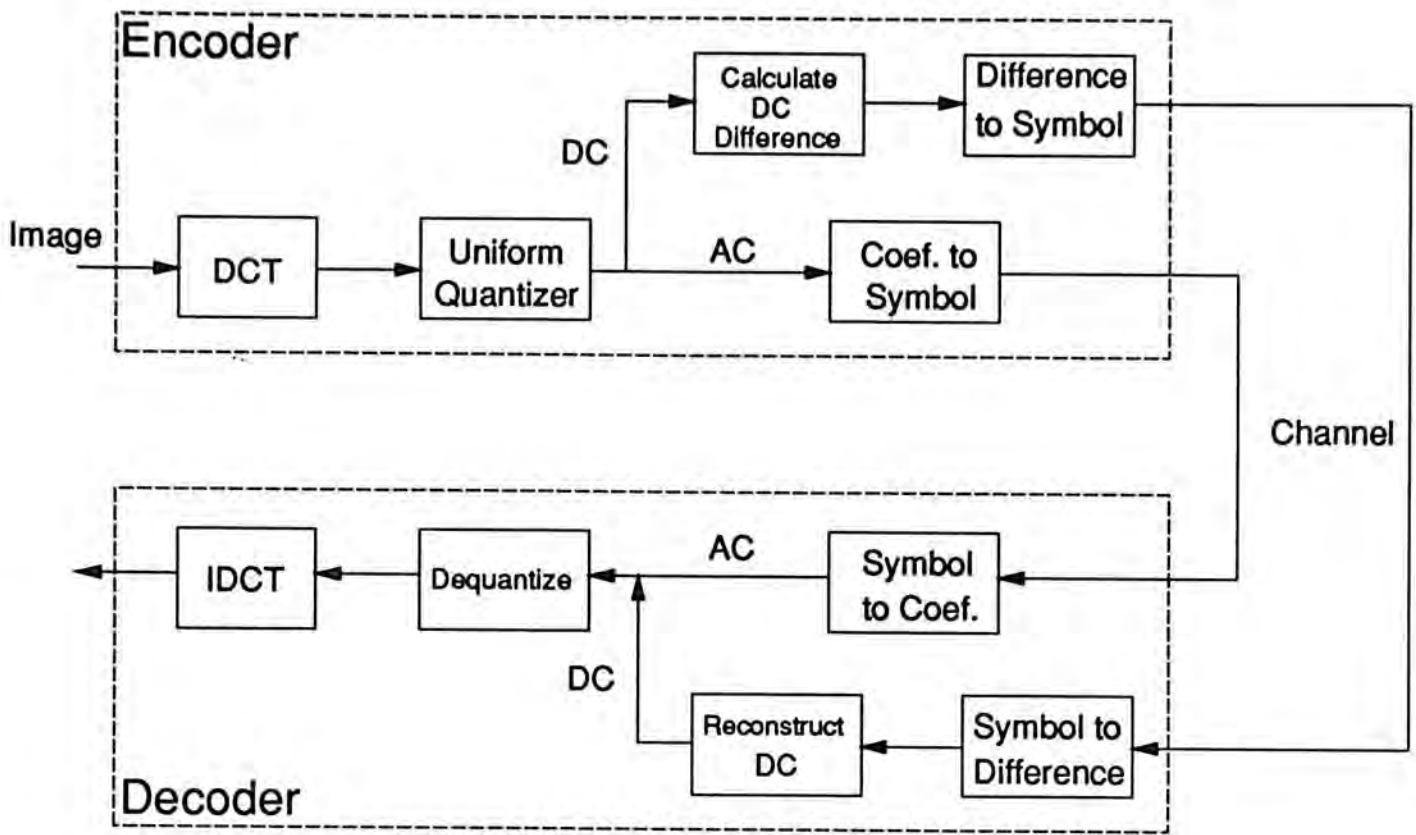 Encoder
Calculate
DC
Difference
Difference
to Symbol
DC
Image
DCT
Uniform
Quantizer
AC
Coef. to
Symbol
Channel
IDCT
Dequantize
AC
Symbol
to Coef.
DC
Reconstruct
DC
Symbol to
Difference
Decoder